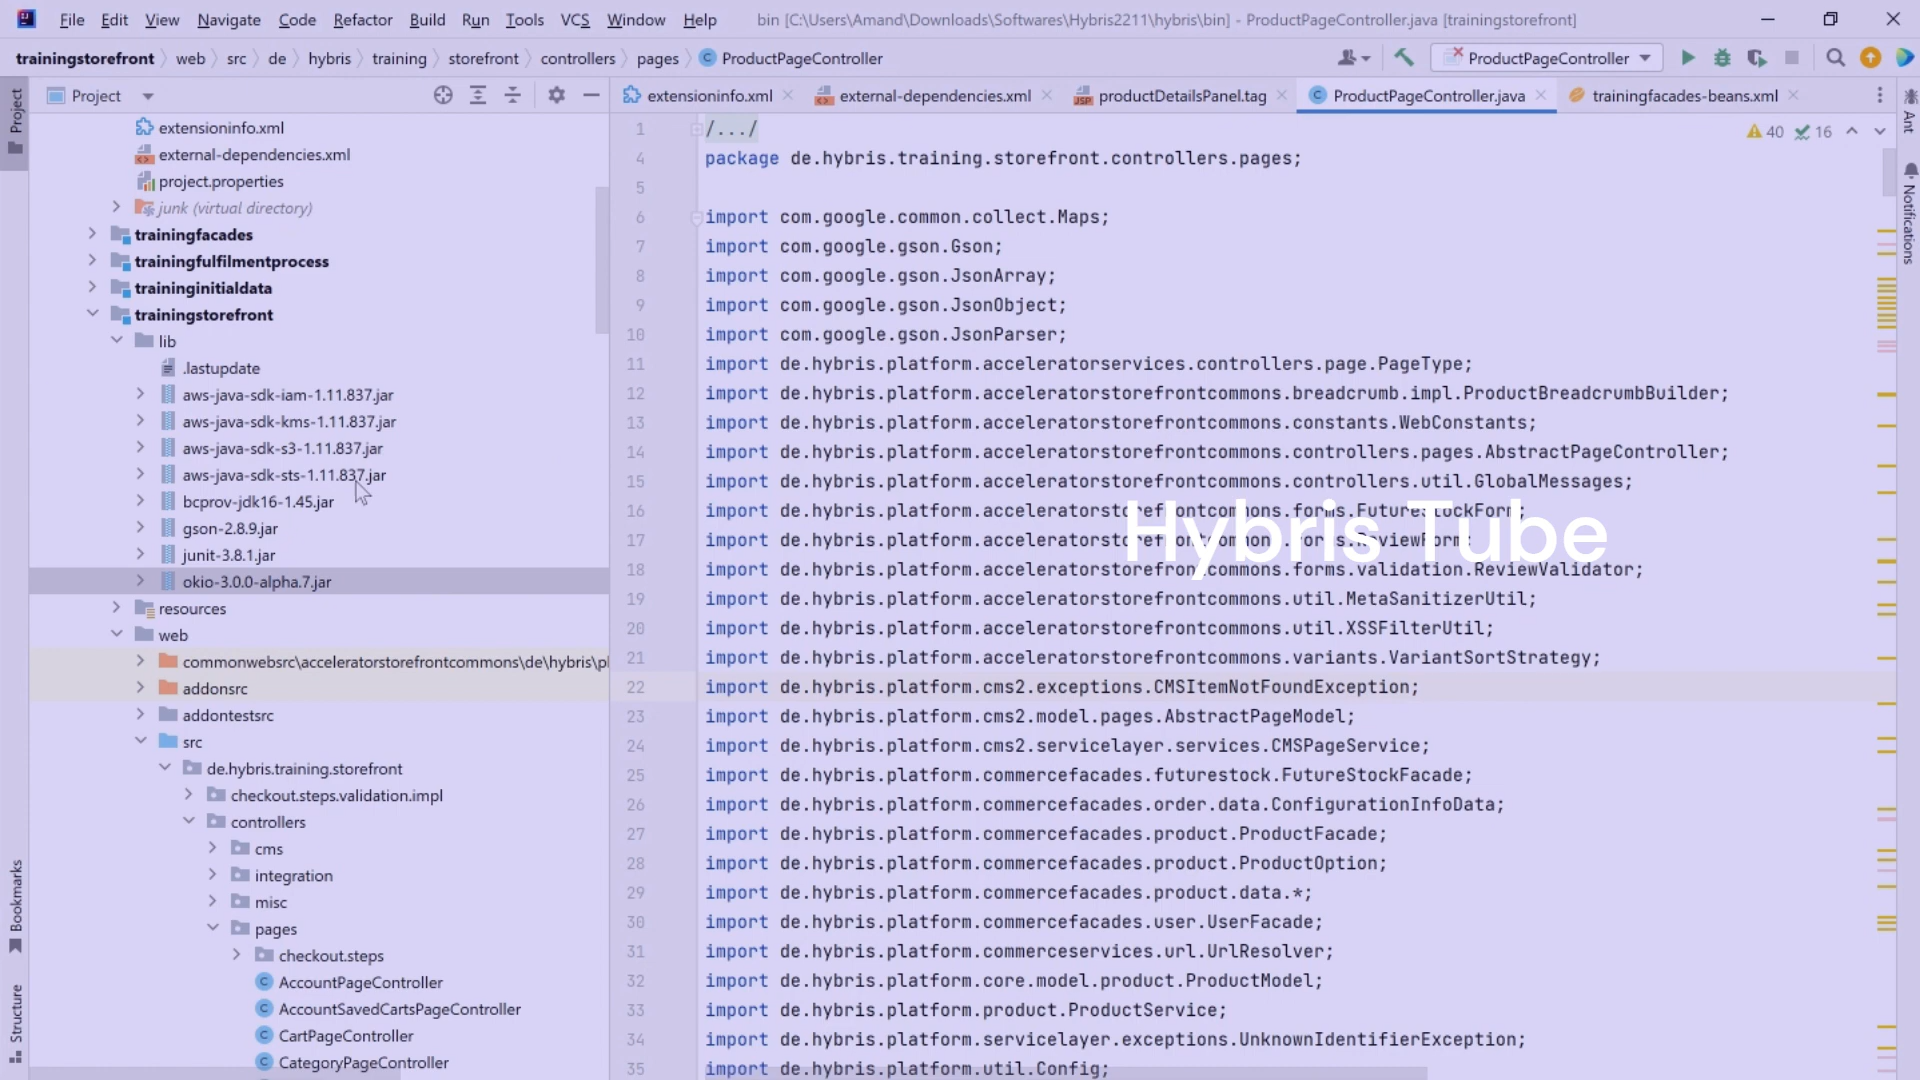 File Edit View Navigate Code Refactor Build Run Tools VCS Window Help bin [C:\Users\Amand\Downloads\Softwares\Hybris2211\hybris\bin] - ProductPageController.java [trainingstorefront]
trainingstorefront web src de hybris training storefront controllers pages ProductPageController
ProductPageController
Project
extensioninfo.xml external-dependencies.xml productDetailsPanel.tag ProductPageController.java trainingfacades-beans.xml
Project
Bookmarks
Structure
Ant
Notifications
extensioninfo.xml
external-dependencies.xml
project.properties
junk (virtual directory)
trainingfacades
trainingfulfilmentprocess
traininginitialdata
trainingstorefront
lib
.lastupdate
aws-java-sdk-iam-1.11.837.jar
aws-java-sdk-kms-1.11.837.jar
aws-java-sdk-s3-1.11.837.jar
aws-java-sdk-sts-1.11.837.jar
bcprov-jdk16-1.45.jar
gson-2.8.9.jar
junit-3.8.1.jar
okio-3.0.0-alpha.7.jar
resources
web
commonwebsrc\acceleratorstorefrontcommons\de\hybris\pl
addonsrc
addontestsrc
src
de.hybris.training.storefront
checkout.steps.validation.impl
controllers
cms
integration
misc
pages
checkout.steps
AccountPageController
AccountSavedCartsPageController
CartPageController
CategoryPageController
40 16
1 /.../
4 package de.hybris.training.storefront.controllers.pages;
5
6 import com.google.common.collect.Maps;
7 import com.google.gson.Gson;
8 import com.google.gson.JsonArray;
9 import com.google.gson.JsonObject;
10 import com.google.gson.JsonParser;
11 import de.hybris.platform.acceleratorservices.controllers.page.PageType;
12 import de.hybris.platform.acceleratorstorefrontcommons.breadcrumb.impl.ProductBreadcrumbBuilder;
13 import de.hybris.platform.acceleratorstorefrontcommons.constants.WebConstants;
14 import de.hybris.platform.acceleratorstorefrontcommons.controllers.pages.AbstractPageController;
15 import de.hybris.platform.acceleratorstorefrontcommons.controllers.util.GlobalMessages;
16 import de.hybris.platform.acceleratorstorefrontcommons.forms.FutureStockForm;
17 import de.hybris.platform.acceleratorstorefrontcommons.forms.ReviewForm;
18 import de.hybris.platform.acceleratorstorefrontcommons.forms.validation.ReviewValidator;
19 import de.hybris.platform.acceleratorstorefrontcommons.util.MetaSanitizerUtil;
20 import de.hybris.platform.acceleratorstorefrontcommons.util.XSSFilterUtil;
21 import de.hybris.platform.acceleratorstorefrontcommons.variants.VariantSortStrategy;
22 import de.hybris.platform.cms2.exceptions.CMSItemNotFoundException;
23 import de.hybris.platform.cms2.model.pages.AbstractPageModel;
24 import de.hybris.platform.cms2.servicelayer.services.CMSPageService;
25 import de.hybris.platform.commercefacades.futurestock.FutureStockFacade;
26 import de.hybris.platform.commercefacades.order.data.ConfigurationInfoData;
27 import de.hybris.platform.commercefacades.product.ProductFacade;
28 import de.hybris.platform.commercefacades.product.ProductOption;
29 import de.hybris.platform.commercefacades.product.data.*;
30 import de.hybris.platform.commercefacades.user.UserFacade;
31 import de.hybris.platform.commerceservices.url.UrlResolver;
32 import de.hybris.platform.core.model.product.ProductModel;
33 import de.hybris.platform.product.ProductService;
34 import de.hybris.platform.servicelayer.exceptions.UnknownIdentifierException;
35 import de.hybris.platform.util.Config;
Hybris Tube